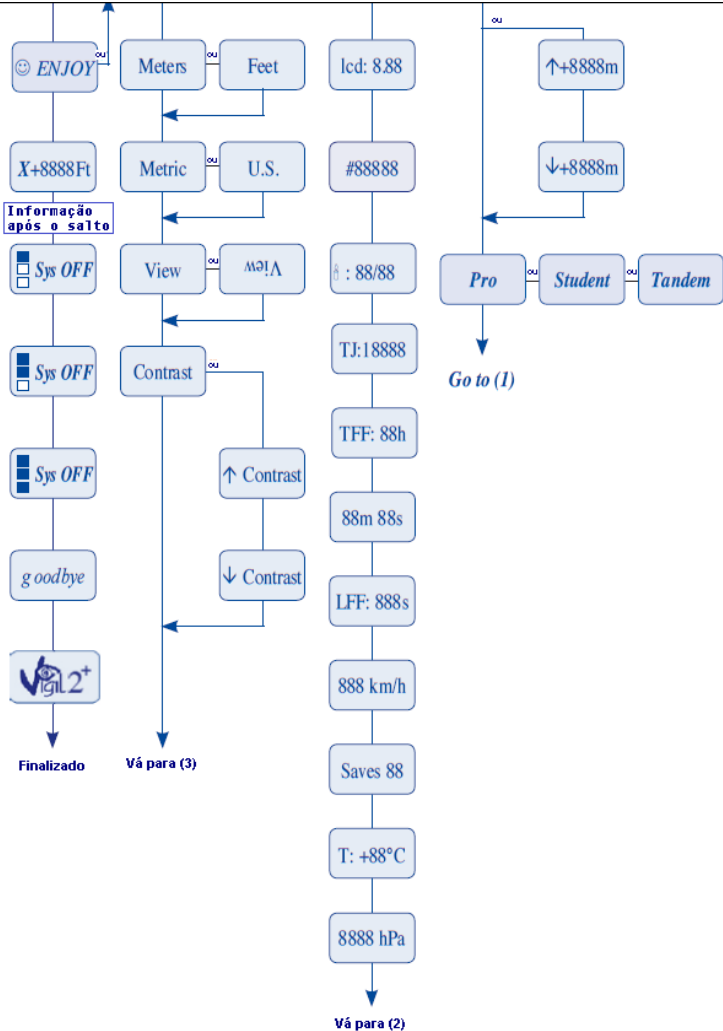 ou
☺ ENJOY
X+8888Ft
Informação
após o salto
Sys OFF
Sys OFF
Sys OFF
goodbye
Vigil 2+
Finalizado
Meters
ou
Feet
Metric
ou
U.S.
View
ou
View
Contrast
ou
↑ Contrast
↓ Contrast
Vá para (3)
lcd: 8.88
#88888
: 88/88
TJ:18888
TFF: 88h
88m 88s
LFF: 888s
888 km/h
Saves 88
T: +88°C
8888 hPa
Vá para (2)
ou
↑+8888m
↓+8888m
Pro
ou
Student
ou
Tandem
Go to (1)